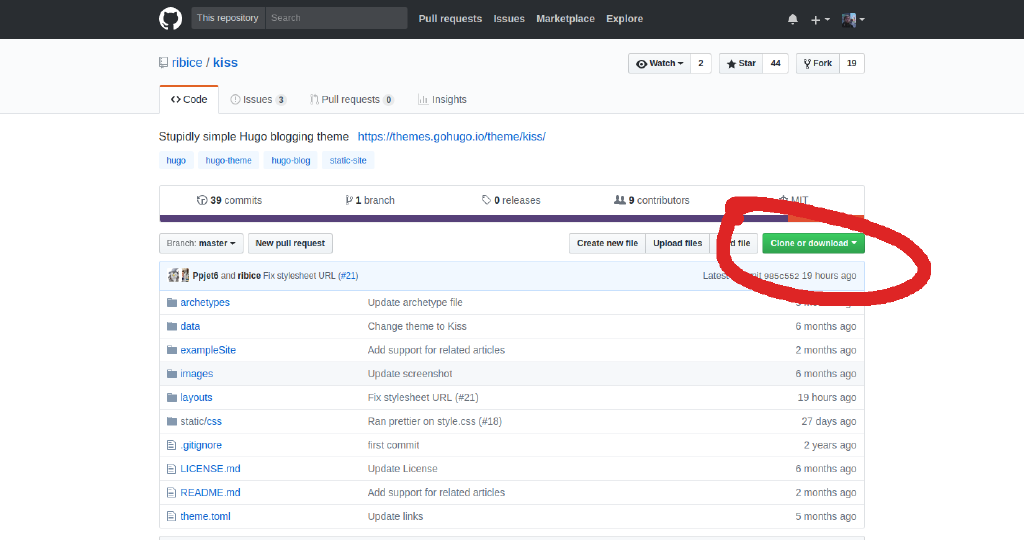 This repository Search Pull requests Issues Marketplace Explore
ribice / kiss Watch 2 Star 44 Fork 19
Code Issues 3 Pull requests 0 Insights
Stupidly simple Hugo blogging theme https://themes.gohugo.io/theme/kiss/
hugo hugo-theme hugo-blog static-site
39 commits 1 branch 0 releases 9 contributors MIT
Branch: master New pull request Create new file Upload files file Clone or download
Ppjet6 and ribice Fix stylesheet URL (#21) 985c552 19 hours ago
archetypes Update archetype file
data Change theme to Kiss 6 months ago
exampleSite Add support for related articles 2 months ago
images Update screenshot 6 months ago
layouts Fix stylesheet URL (#21) 19 hours ago
static/css Ran prettier on style.css (#18) 27 days ago
.gitignore first commit 2 years ago
LICENSE.md Update License 6 months ago
README.md Add support for related articles 2 months ago
theme.toml Update links 5 months ago